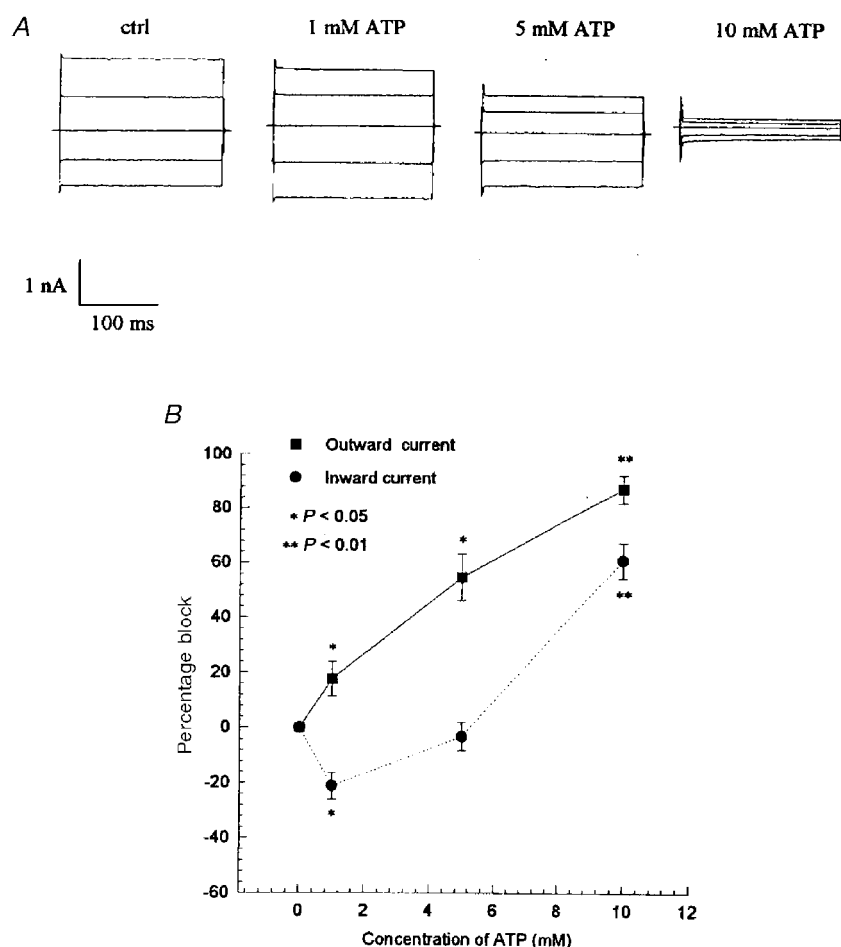 A
ctrl 1 mM ATP 5 mM ATP 10 mM ATP
1 nA
100 ms
B
■ Outward current
● Inward current
* P < 0.05
** P < 0.01
Percentage block
100
80
60
40
20
0
-20
-40
-60
*
*
**
*
**
0 2 4 6 8 10 12
Concentration of ATP (mM)